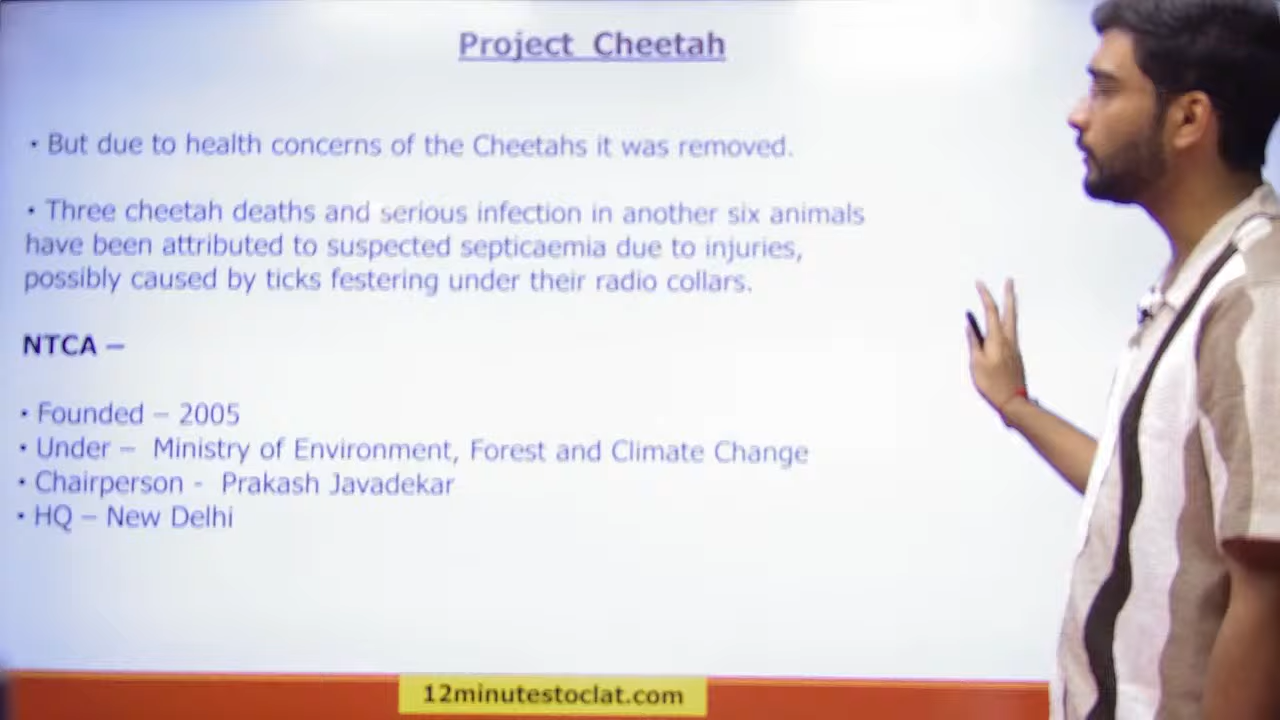 Project Cheetah
• But due to health concerns of the Cheetahs it was removed.
• Three cheetah deaths and serious infection in another six animals
have been attributed to suspected septicaemia due to injuries,
possibly caused by ticks festering under their radio collars.
NTCA –
• Founded – 2005
• Under – Ministry of Environment, Forest and Climate Change
• Chairperson - Prakash Javadekar
• HQ – New Delhi
12minutestoclat.com